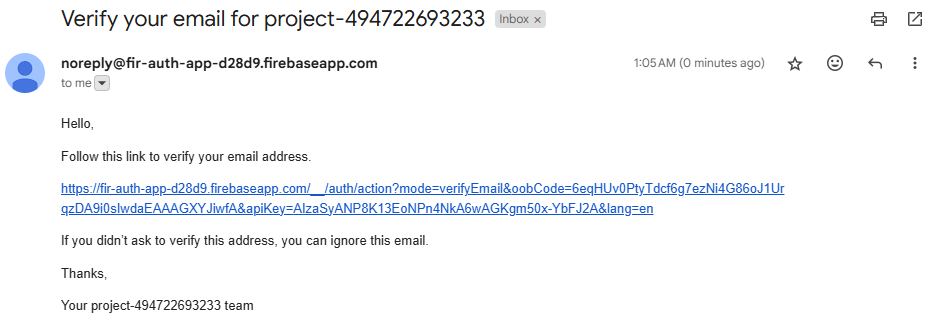 Verify your email for project-494722693233 Inbox ×
noreply@fir-auth-app-d28d9.firebaseapp.com 1:05 AM (0 minutes ago)
to me
Hello,
Follow this link to verify your email address.
https://fir-auth-app-d28d9.firebaseapp.com/__/auth/action?mode=verifyEmail&oobCode=6eqHUv0PtyTdcf6g7ezNi4G86oJ1Ur
qzDA9i0sIwdaEAAAGXYJiwfA&apiKey=AIzaSyANP8K13EoNPn4NkA6wAGKgm50x-YbFJ2A&lang=en
If you didn’t ask to verify this address, you can ignore this email.
Thanks,
Your project-494722693233 team